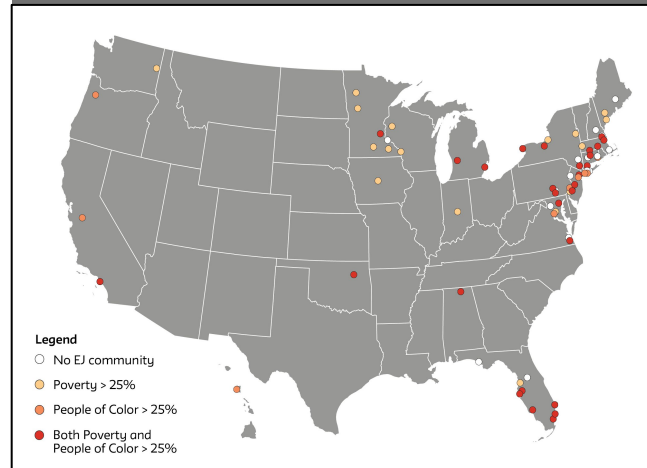 Legend
No EJ community
Poverty > 25%
People of Color > 25%
Both Poverty and
People of Color > 25%